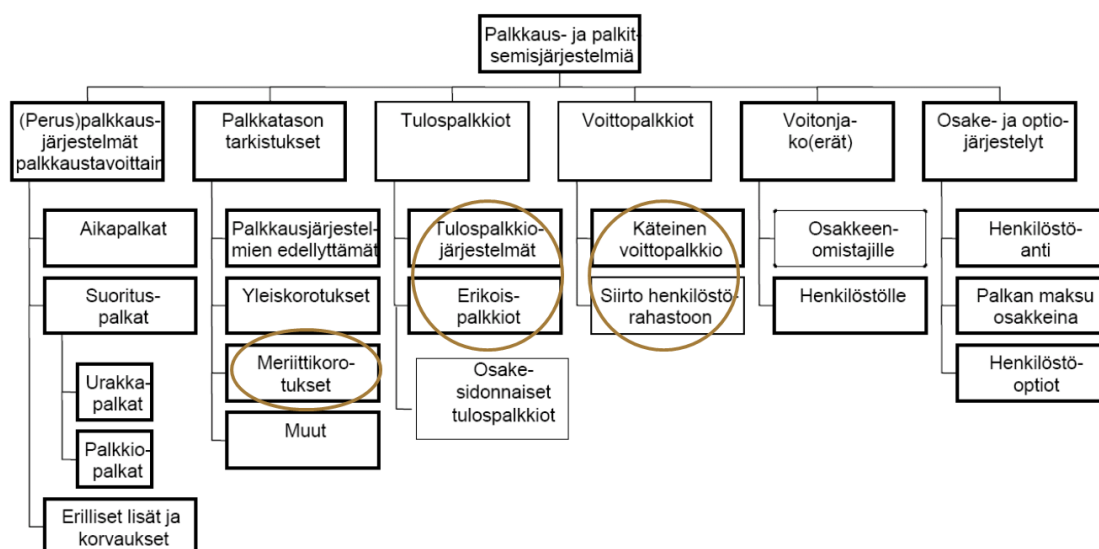 Palkkaus- ja palkit-
semisjärjestelmiä
(Perus)palkkaus-
järjestelmät
palkkaustavoittain
Palkkatason
tarkistukset
Tulospalkkiot
Voittopalkkiot
Voitonja-
ko(erät)
Osake- ja optio-
järjestelyt
Aikapalkat
Suoritus-
palkat
Urakka-
palkat
Palkkio-
palkat
Erilliset lisät ja
korvaukset
Palkkausjärjestel-
mien edellyttämät
Yleiskorotukset
Meriittikoro-
tukset
Muut
Tulospalkkio-
järjestelmät
Erikois-
palkkiot
Osake-
sidonnaiset
tulospalkkiot
Käteinen
voittopalkkio
Siirto henkilöstö-
rahastoon
Osakkeen-
omistajille
Henkilöstölle
Henkilöstö-
anti
Palkan maksu
osakkeina
Henkilöstö-
optiot